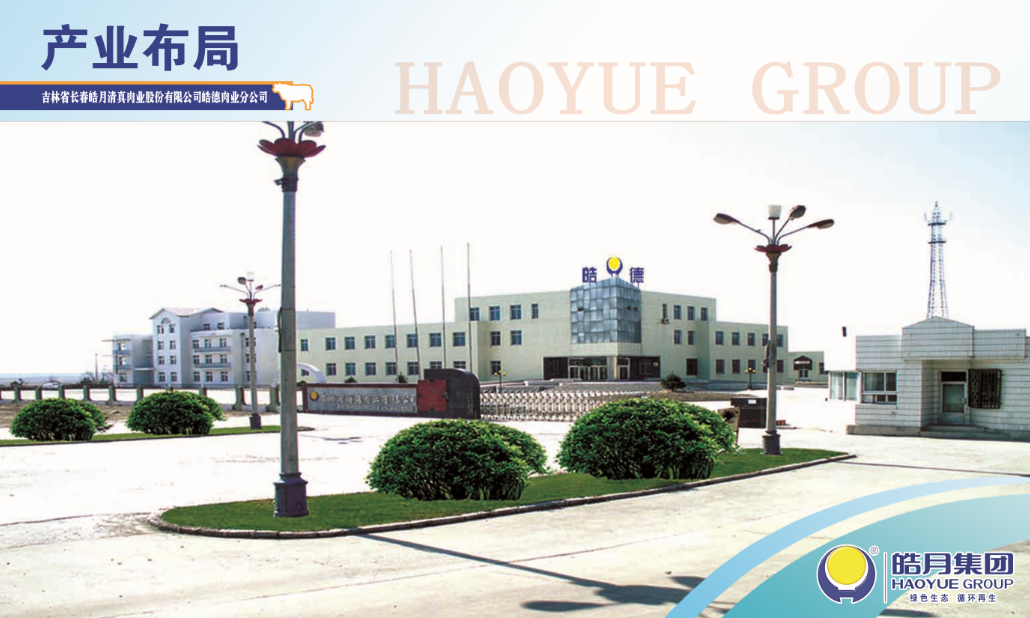 产业布局
HAOYUE GROUP
吉林省长春皓月清真肉业股份有限公司皓德肉业分公司
皓 德
皓月集团
®
HAOYUE GROUP
绿色生态 循环再生